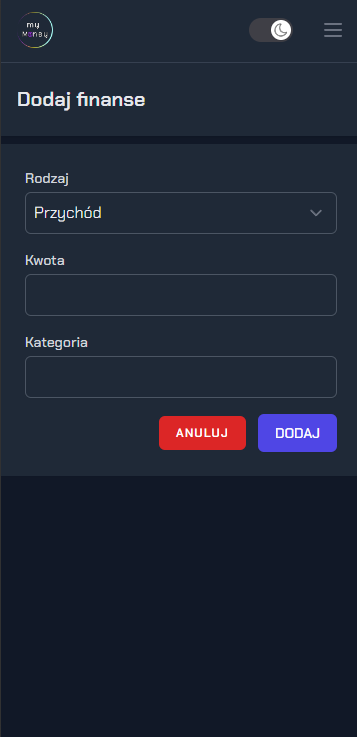 my
Money
Dodaj finanse
Rodzaj
Przychód
Kwota
Kategoria
ANULUJ
DODAJ